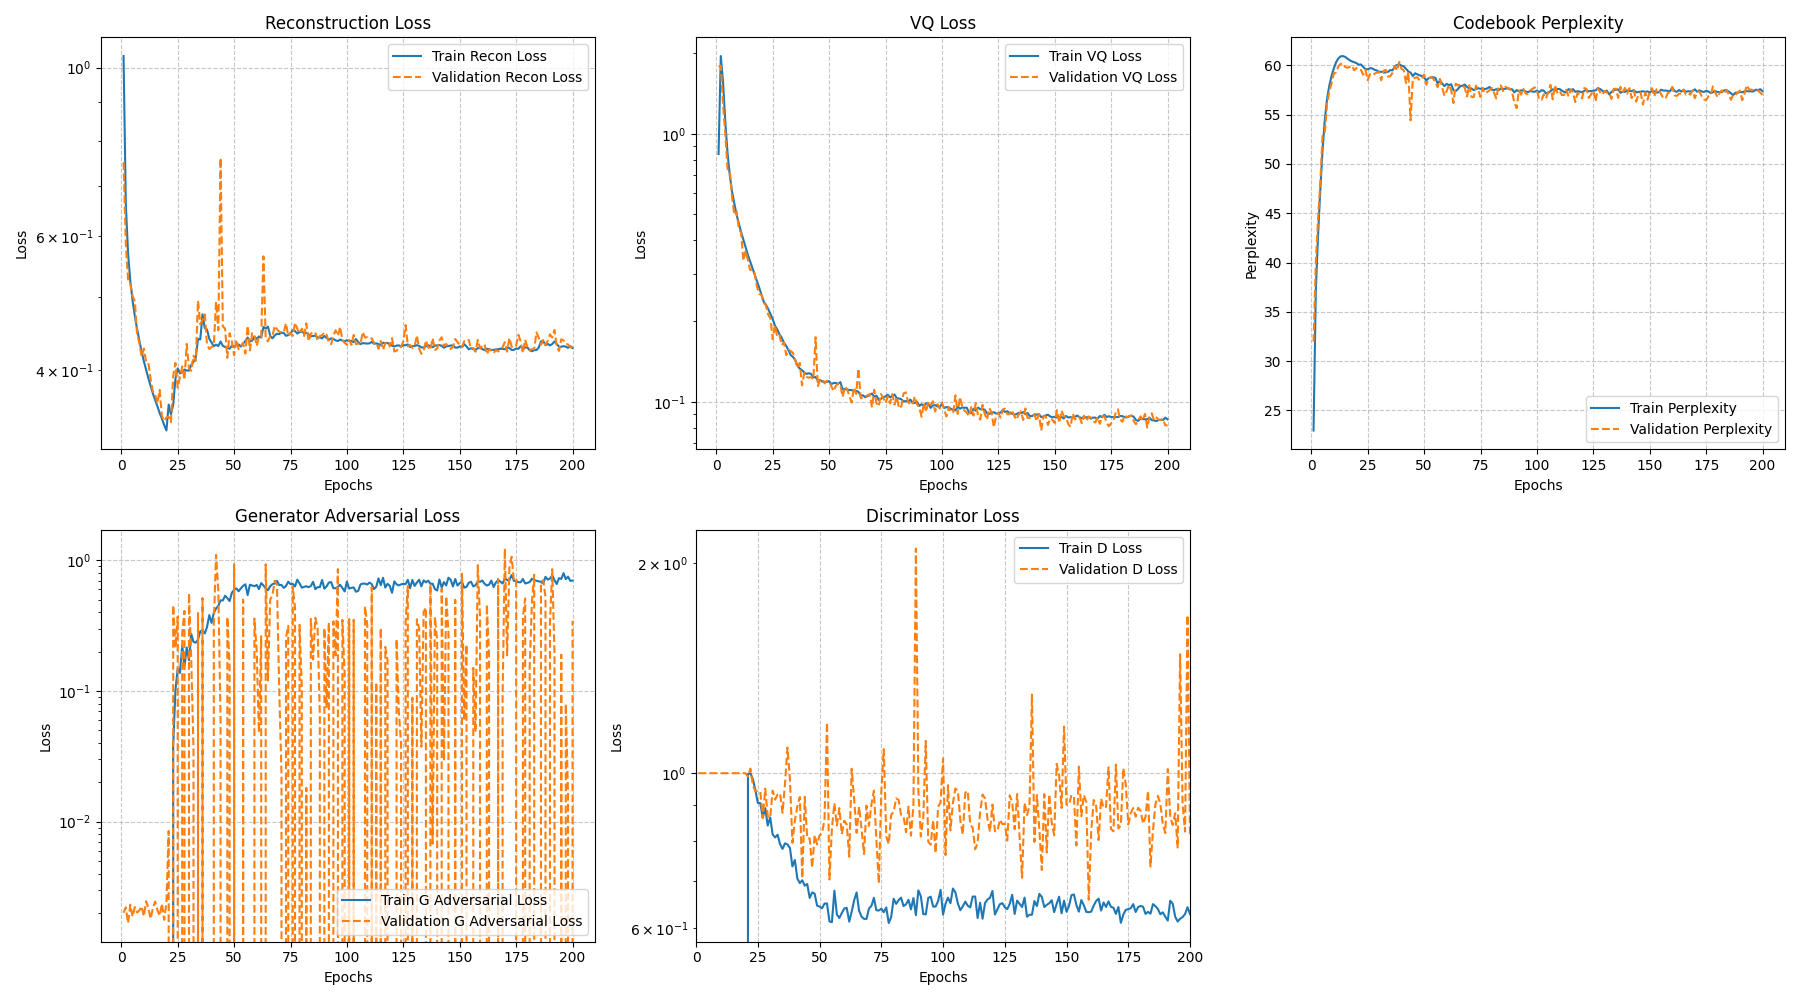 Reconstruction Loss
Train Recon Loss
Validation Recon Loss
10^0
6 × 10^-1
4 × 10^-1
Loss
0 25 50 75 100 125 150 175 200
Epochs
VQ Loss
Train VQ Loss
Validation VQ Loss
10^0
10^-1
Loss
0 25 50 75 100 125 150 175 200
Epochs
Codebook Perplexity
60
55
50
45
40
35
30
25
Perplexity
Train Perplexity
Validation Perplexity
0 25 50 75 100 125 150 175 200
Epochs
Generator Adversarial Loss
10^0
10^-1
10^-2
Loss
Train G Adversarial Loss
Validation G Adversarial Loss
0 25 50 75 100 125 150 175 200
Epochs
Discriminator Loss
Train D Loss
Validation D Loss
2 × 10^0
10^0
6 × 10^-1
Loss
0 25 50 75 100 125 150 175 200
Epochs